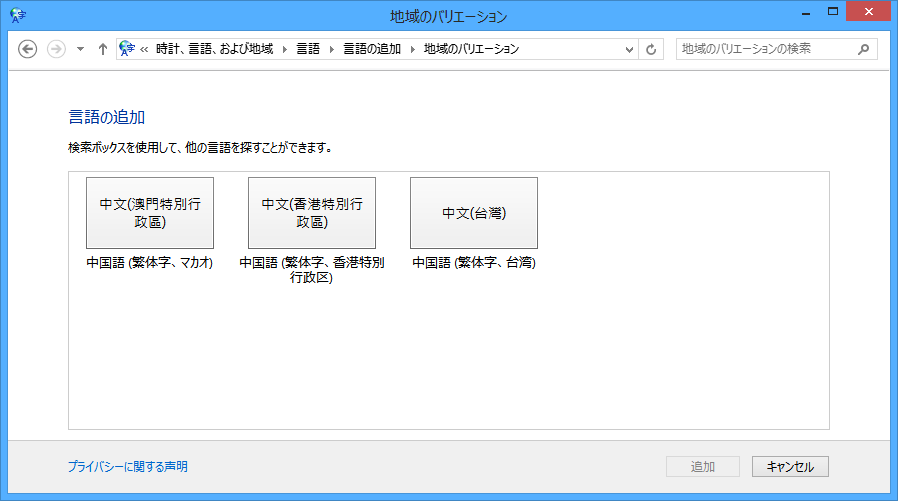 地域のバリエーション
« 時計、言語、および地域 ▸ 言語 ▸ 言語の追加 ▸ 地域のバリエーション
地域のバリエーションの検索
言語の追加
検索ボックスを使用して、他の言語を探すことができます。
中文(澳門特別行
政區)
中国語 (繁体字、マカオ)
中文(香港特別行
政區)
中国語 (繁体字、香港特別
行政区)
中文(台灣)
中国語 (繁体字、台湾)
プライバシーに関する声明
追加
キャンセル